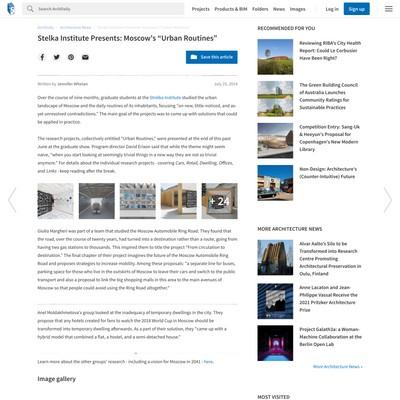 Search ArchDaily
Projects
Products & BIM
Folders
News
Topics
Log in
Sign up
ArchDaily
Architecture News
Stelka Institute Presents: Moscow's "Urban Routines"
Save this article
Written by Jennifer Whelan
July 25, 2014
Over the course of nine months, graduate students at the Strelka Institute studied the urban
landscape of Moscow and the daily routines of its inhabitants, focusing "on new, little noticed, and as
yet unresolved contradictions." The main goal of the projects was to come up with solutions that could
be applied in practice.
The research projects, collectively entitled "Urban Routines," were presented at the end of this past
June at the graduate show. Program director David Erixon said that while the theme might seem
naive, "when you start looking at seemingly trivial things in a new way they are not so trivial
anymore." For details about the individual research projects - covering Cars, Retail, Dwelling, Offices,
and Links - keep reading after the break.
+ 24
Giulia Margheri was part of a team that studied the Moscow Automobile Ring Road. They found that
the road, over the course of twenty years, had turned into a destination rather than a route, going from
having two gas stations to thousands. This inspired them to title the project "From circulation to
destination." The final chapter of their project imagines the future of the Moscow Automobile Ring
Road and proposes strategies to increase mobility. Among these proposals: "a separate line for buses,
parking space for those who live in the outskirts of Moscow to leave their cars and switch to the public
transport and also a proposal to link the big shopping malls in this area to the main avenues of
Moscow so that people could avoid using the Ring Road altogether."
Anel Moldakhmetova's group looked at the inadequacy of temporary dwellings in the city. They
propose that any hotels created for fans to watch the 2018 World Cup in Moscow should be
transformed into temporary dwellings afterwards. As a part of their solution, they "came up with a
hybrid model that combined a flat, a hostel, and a semi-detached house."
Learn more about the other groups' research - including a vision for Moscow in 2041 - here.
Image gallery
RECOMMENDED FOR YOU
Reviewing RIBA's City Health
Report: Could Le Corbusier
Have Been Right?
The Green Building Council
of Australia Launches
Community Ratings for
Sustainable Practices
Competition Entry: Sang-Uk
& Heeyun's Proposal for
Copenhagen's New Modern
Library
Non-Design: Architecture's
(Counter-Intuitive) Future
MORE ARCHITECTURE NEWS
Alvar Aalto's Silo to be
Transformed into Research
Centre Promoting
Architectural Preservation in
Oulu, Finland
Anne Lacaton and Jean-
Philippe Vassal Receive the
2021 Pritzker Architecture
Prize
Project Galathiza: a Woman-
Machine Collaboration at the
Berlin Open Lab
More Architecture News »
MOST VISITED